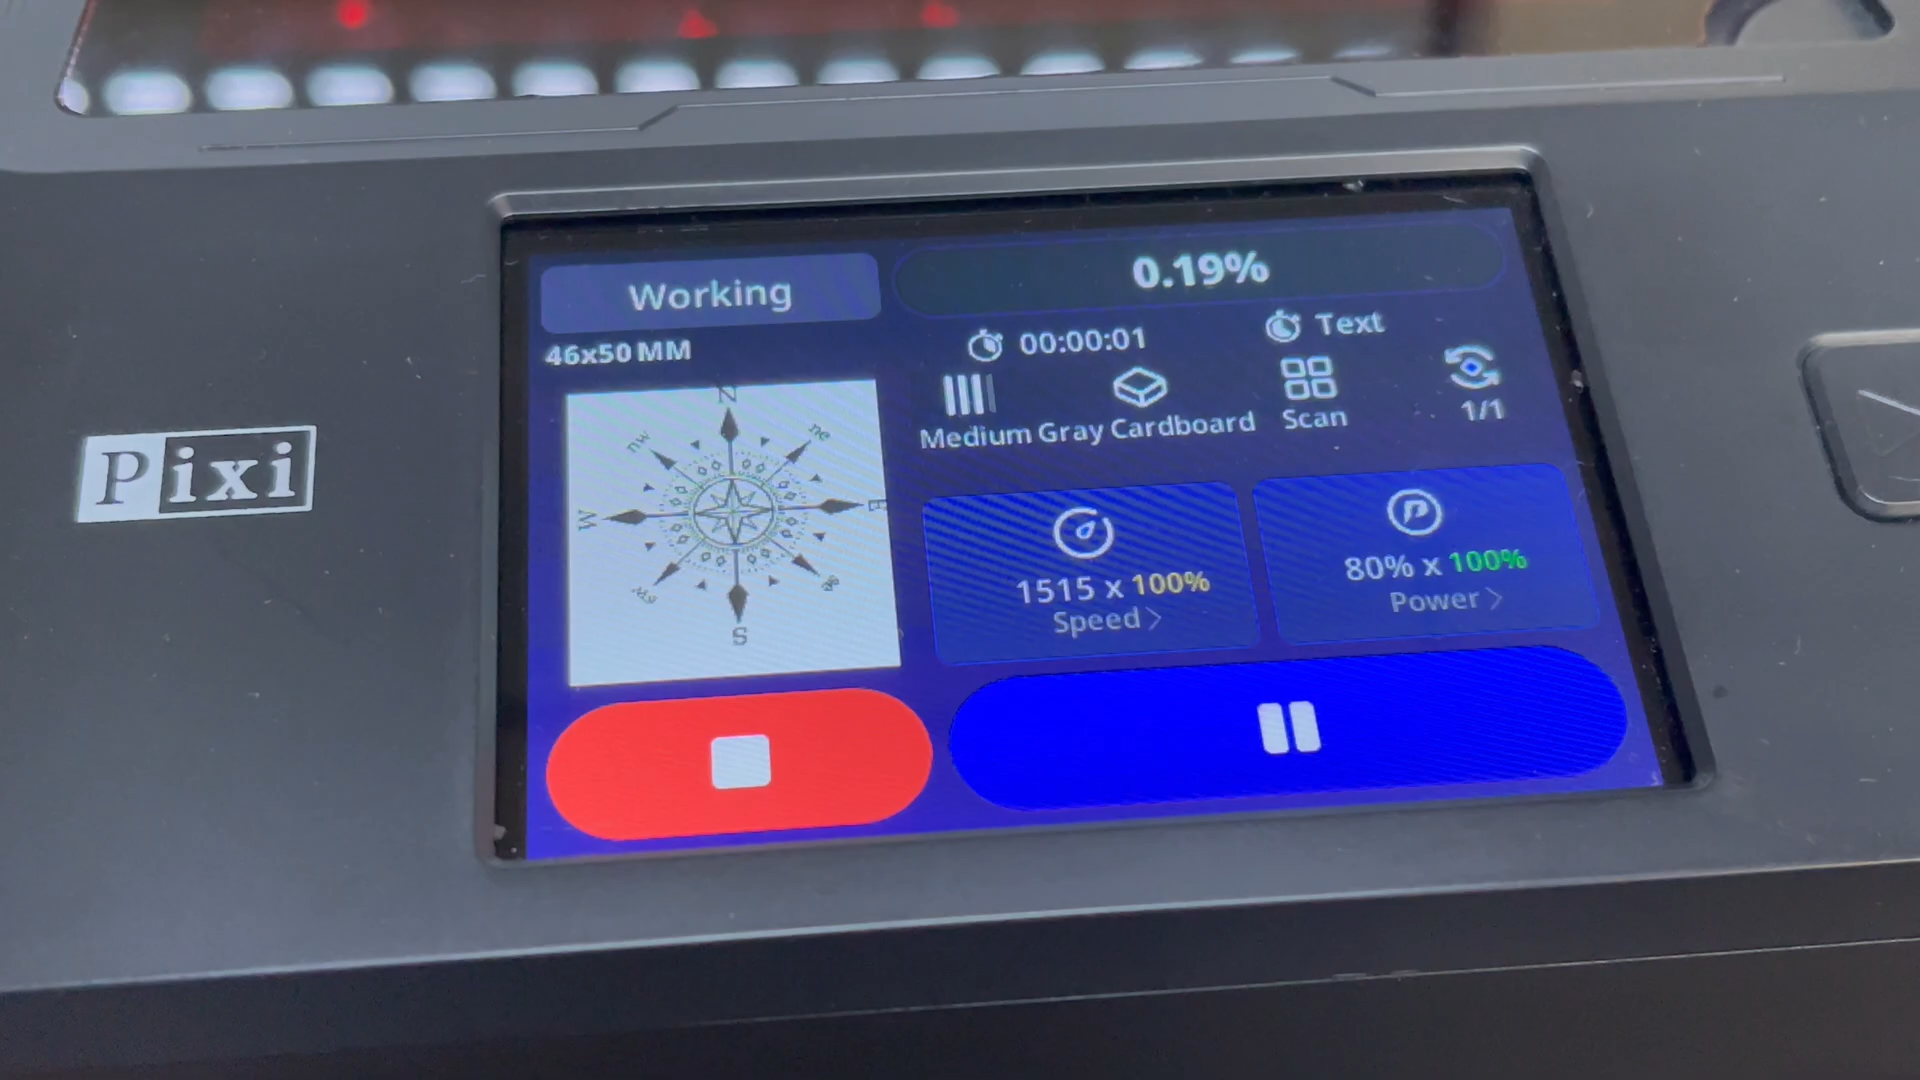 Pixi
Working
0.19%
46x50 MM
00:00:01
Text
Medium Gray Cardboard
Scan
1/1
N
nw
ne
W
E
S
1515 x 100%
Speed
80% x 100%
Power